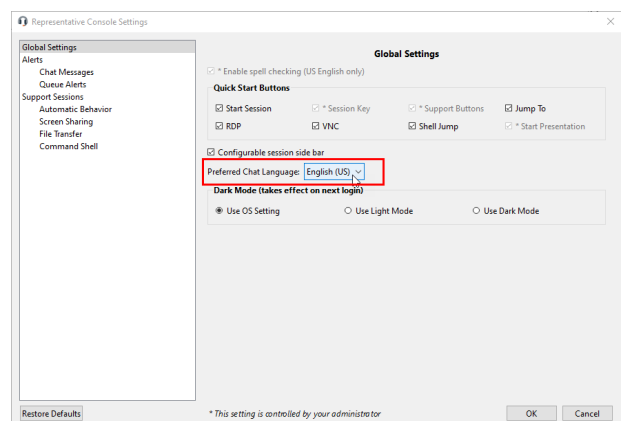 Representative Console Settings
Global Settings
Alerts
Chat Messages
Queue Alerts
Support Sessions
Automatic Behavior
Screen Sharing
File Transfer
Command Shell
Global Settings
* Enable spell checking (US English only)
Quick Start Buttons
Start Session * Session Key * Support Buttons Jump To
RDP VNC Shell Jump * Start Presentation
Configurable session side bar
Preferred Chat Language: English (US)
Dark Mode (takes effect on next login)
Use OS Setting Use Light Mode Use Dark Mode
Restore Defaults * This setting is controlled by your administrator OK Cancel